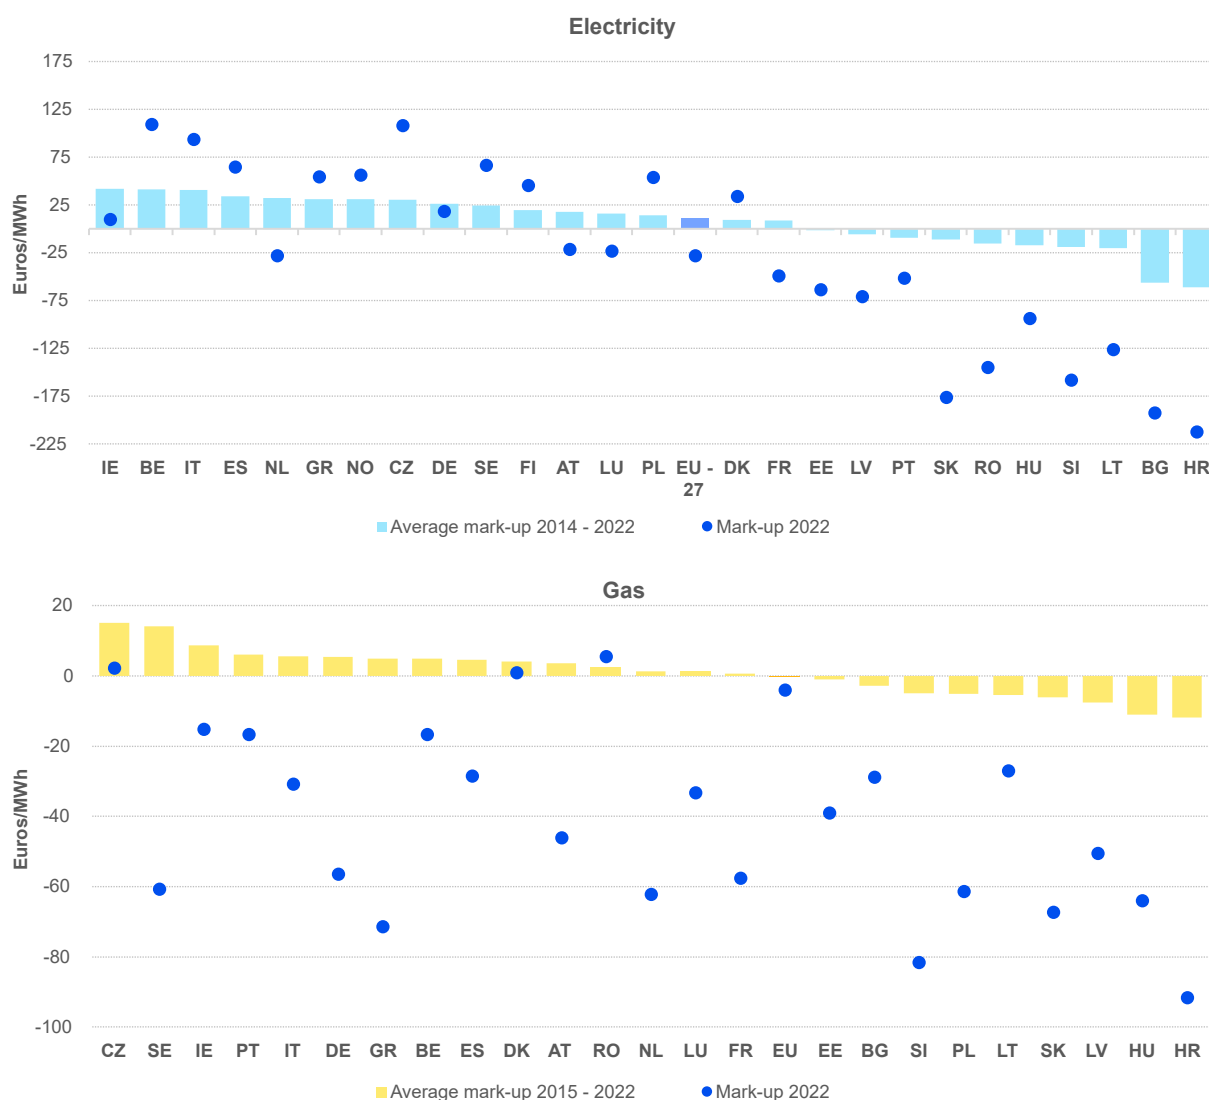 Electricity
175
125
75
25
-25
-75
-125
-175
-225
Euros/MWh
IE BE IT ES NL GR NO CZ DE SE FI AT LU PL EU - DK FR EE LV PT SK RO HU SI LT BG HR
27
Average mark-up 2014 - 2022 Mark-up 2022
Gas
20
0
-20
-40
-60
-80
-100
Euros/MWh
CZ SE IE PT IT DE GR BE ES DK AT RO NL LU FR EU EE BG SI PL LT SK LV HU HR
Average mark-up 2015 - 2022 Mark-up 2022